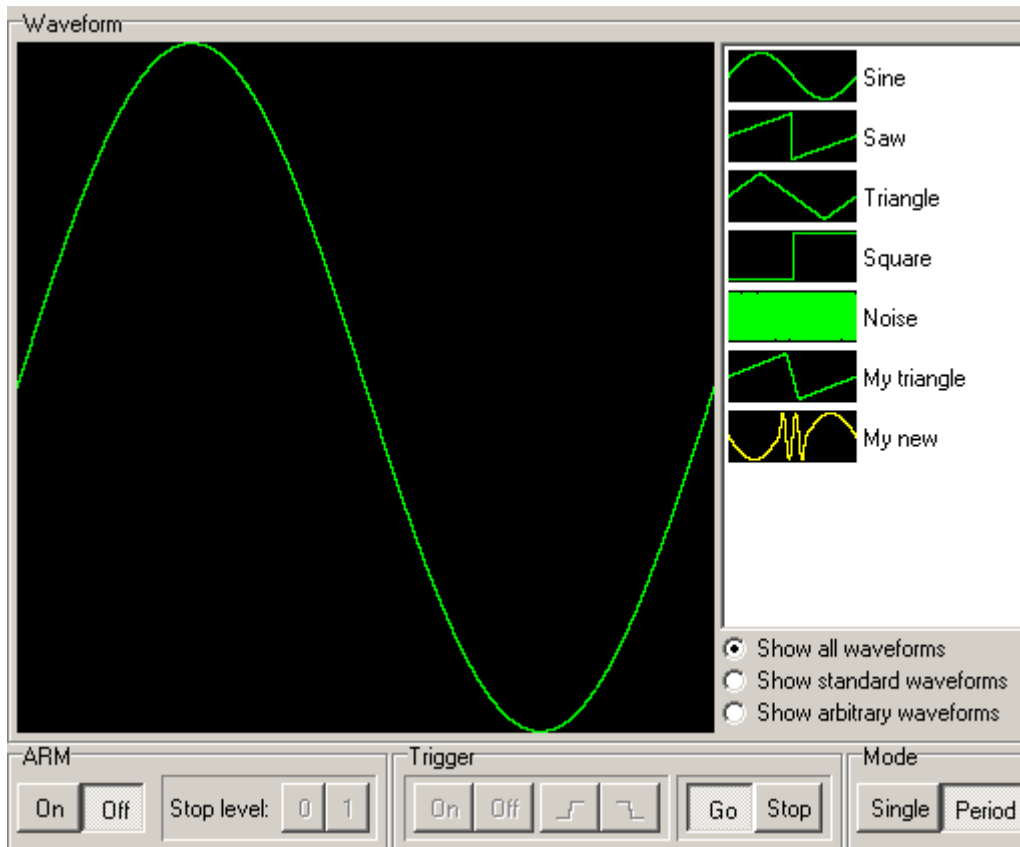 Waveform
Sine
Saw
Triangle
Square
Noise
My triangle
My new
Show all waveforms
Show standard waveforms
Show arbitrary waveforms
ARM
On Off Stop level: 0 1
Trigger
On Off Go Stop
Mode
Single Period